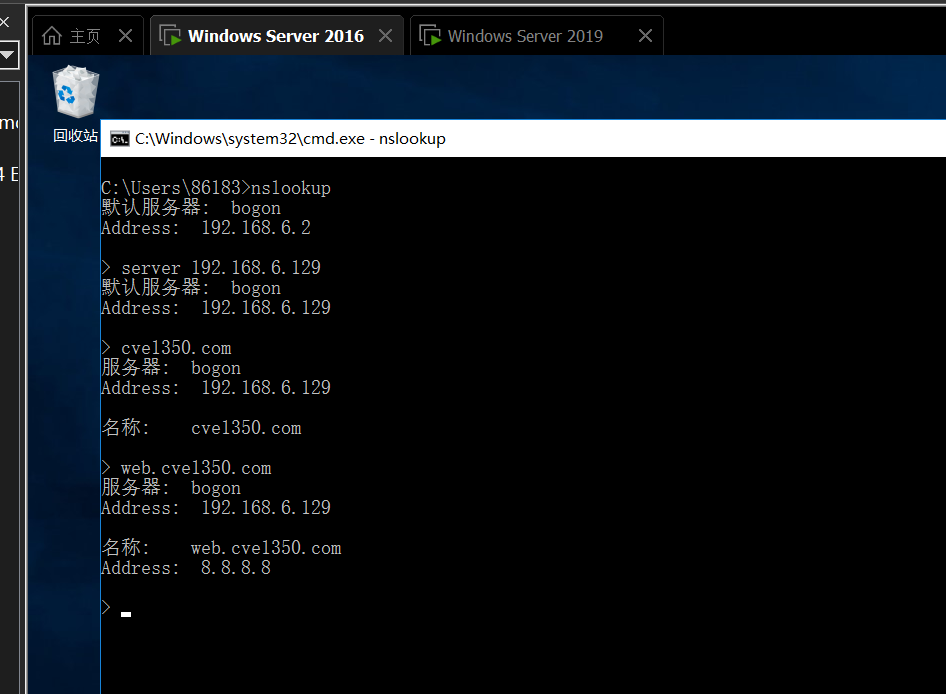 主页
Windows Server 2016
Windows Server 2019
回收站
C:\Windows\system32\cmd.exe - nslookup
C:\Users\86183>nslookup
默认服务器:  bogon
Address:  192.168.6.2
> server 192.168.6.129
默认服务器:  bogon
Address:  192.168.6.129
> cve1350.com
服务器:  bogon
Address:  192.168.6.129
名称:    cve1350.com
> web.cve1350.com
服务器:  bogon
Address:  192.168.6.129
名称:    web.cve1350.com
Address:  8.8.8.8
>